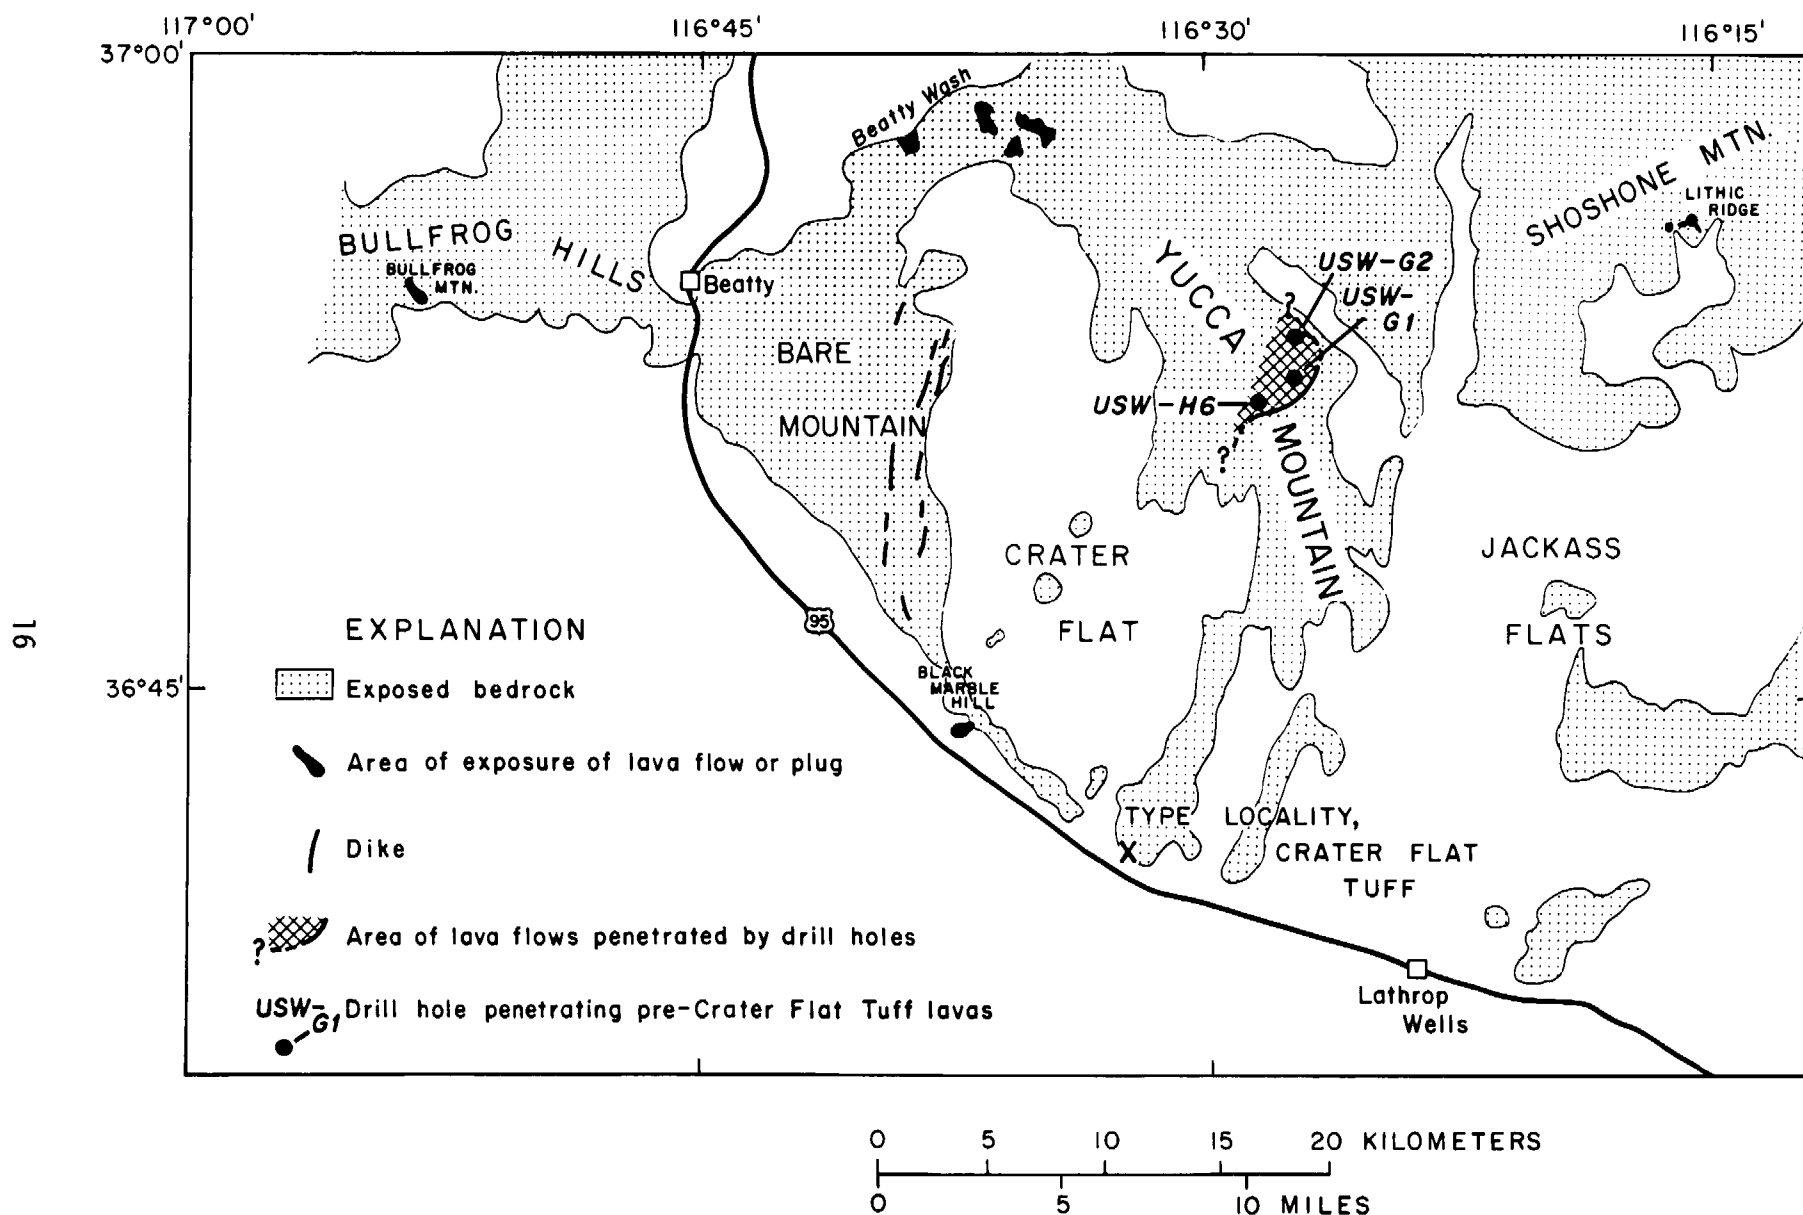 117°00'
116°45'
116°30'
116°15'
37°00'
Beatty Wash
SHOSHONE MTN.
LITHIC
RIDGE
BULLFROG
HILLS
BULLFROG
MTN.
Beatty
YUCCA
MOUNTAIN
USW-G2
USW-
G1
?
USW-H6
?
BARE
MOUNTAIN
CRATER
FLAT
JACKASS
FLATS
95
BLACK
MARBLE
HILL
36°45'
EXPLANATION
Exposed bedrock
Area of exposure of lava flow or plug
Dike
? Area of lava flows penetrated by drill holes
USW-G1 Drill hole penetrating pre-Crater Flat Tuff lavas
TYPE LOCALITY,
X CRATER FLAT
TUFF
Lathrop
Wells
0 5 10 15 20 KILOMETERS
0 5 10 MILES
16